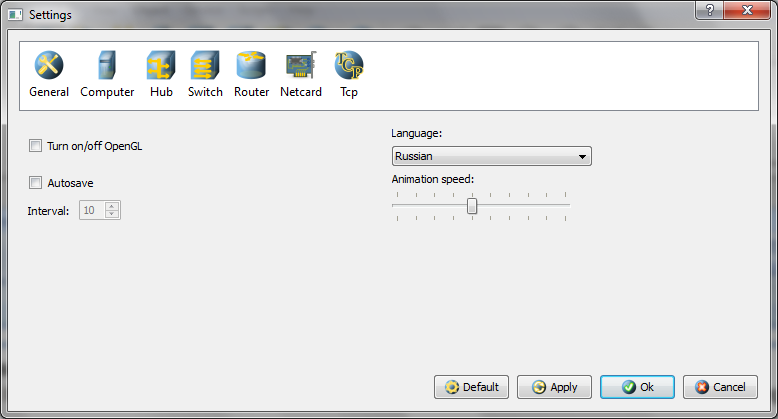 Settings
General Computer Hub Switch Router Netcard Tcp
Turn on/off OpenGL
Autosave
Interval: 10
Language:
Russian
Animation speed:
Default Apply Ok Cancel